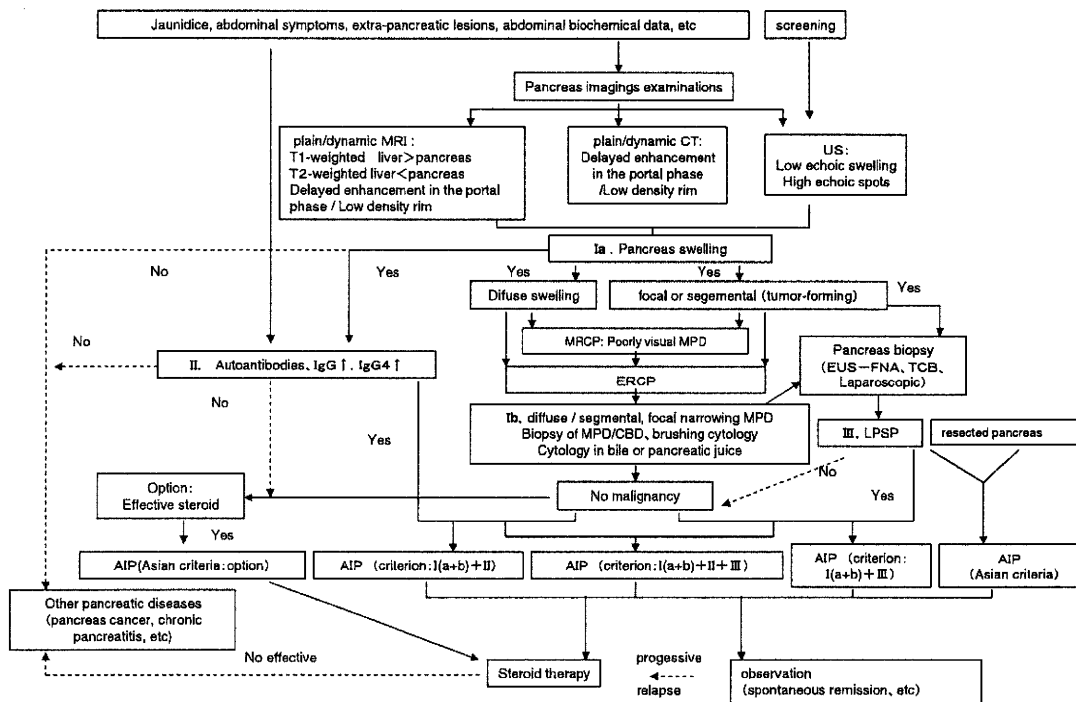 Jaunidice, abdominal symptoms, extra-pancreatic lesions, abdominal biochemical data, etc
screening
Pancreas imagings examinations
plain/dynamic MRI :
T1-weighted liver>pancreas
T2-weighted liver<pancreas
Delayed enhancement in the portal
phase / Low density rim
plain/dynamic CT:
Delayed enhancement
in the portal phase
/Low density rim
US:
Low echoic swelling
High echoic spots
Ia . Pancreas swelling
No
Yes
Yes
Yes
Yes
Difuse swelling
focal or segemental (tumor-forming)
MRCP: Poorly visual MPD
No
II. Autoantibodies、IgG↑, IgG4↑
ERCP
Pancreas biopsy
(EUS-FNA、TCB、
Laparoscopic)
No
Yes
Ib、diffuse / segmental, focal narrowing MPD
Biopsy of MPD/CBD、brushing cytology
Cytology in bile or pancreatic juice
III、LPSP
resected pancreas
No
Yes
Option:
Effective steroid
No malignancy
Yes
AIP(Asian criteria:option)
AIP (criterion:I(a+b)+II)
AIP (criterion:I(a+b)+II+III)
AIP (criterion:
I(a+b)+III)
AIP
(Asian criteria)
Other pancreatic diseases
(pancreas cancer, chronic
pancreatitis, etc)
No effective
Steroid therapy
progressive
relapse
observation
(spontaneous remission, etc)